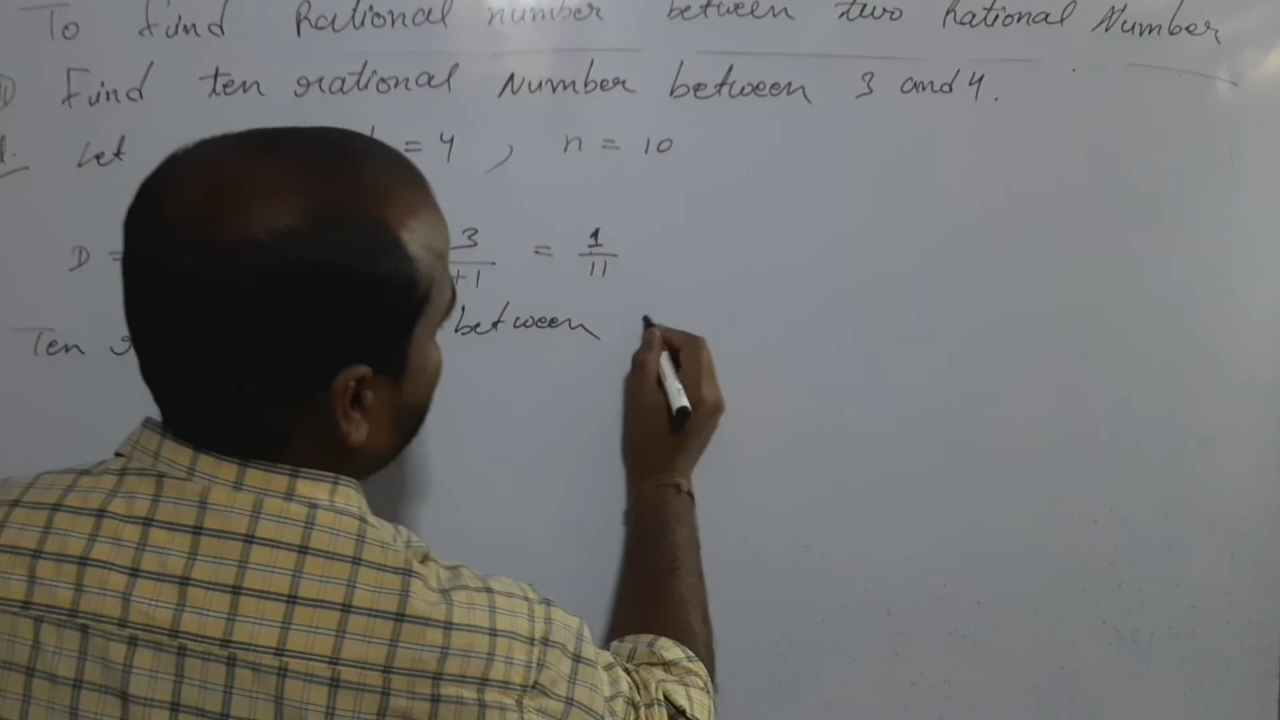 To find Rational number between two Rational Number
Find ten rational Number between 3 and 4.
Let = 4 , n = 10
D = 3 / +1 = 1/11
Ten between